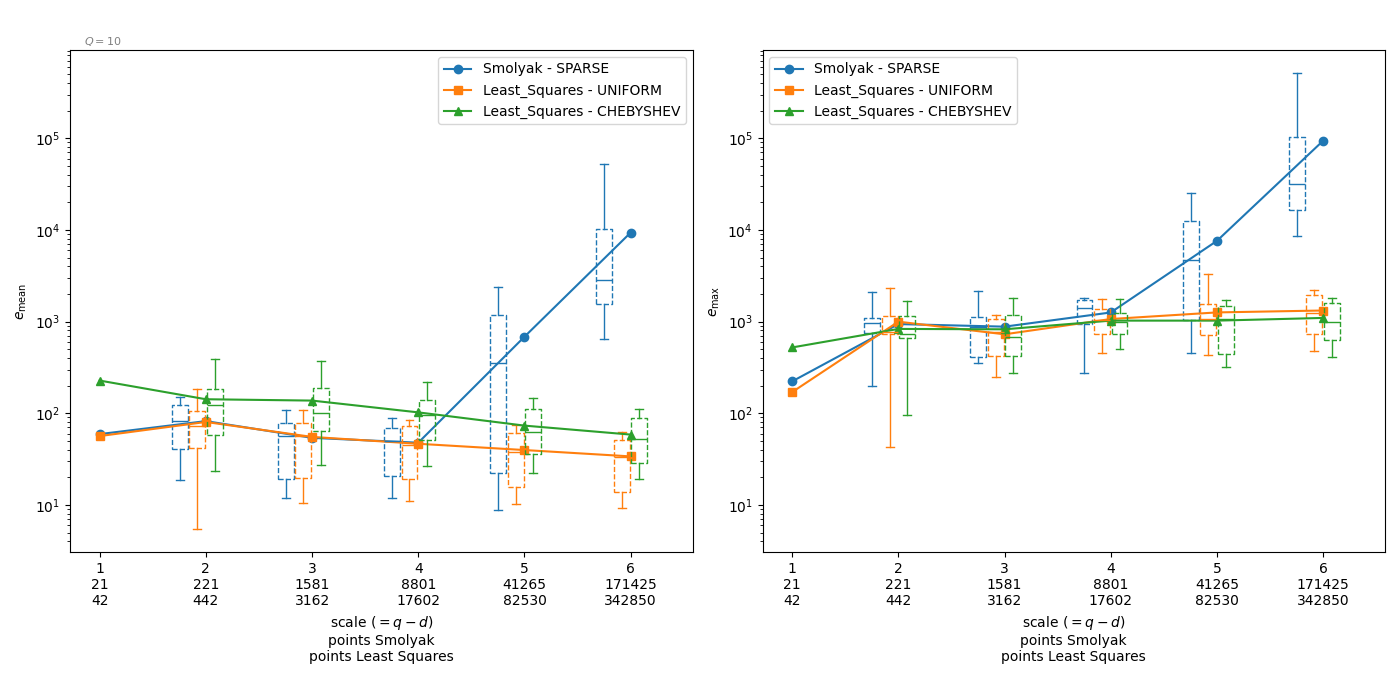 Q = 10
Smolyak - SPARSE
Least_Squares - UNIFORM
Least_Squares - CHEBYSHEV
10^5
10^4
10^3
10^2
10^1
e_mean
1 2 3 4 5 6
21 221 1581 8801 41265 171425
42 442 3162 17602 82530 342850
scale (= q − d)
points Smolyak
points Least Squares
Smolyak - SPARSE
Least_Squares - UNIFORM
Least_Squares - CHEBYSHEV
10^5
10^4
10^3
10^2
10^1
e_max
1 2 3 4 5 6
21 221 1581 8801 41265 171425
42 442 3162 17602 82530 342850
scale (= q − d)
points Smolyak
points Least Squares